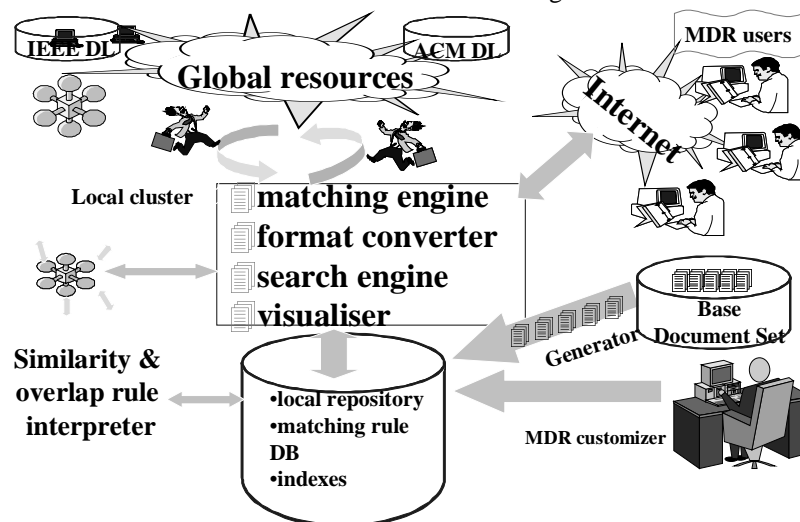 IEEE DL
ACM DL
MDR users
Global resources
Internet
Local cluster
matching engine
format converter
search engine
visualiser
Base
Document Set
Generator
Similarity &
overlap rule
interpreter
•local repository
•matching rule
DB
•indexes
MDR customizer